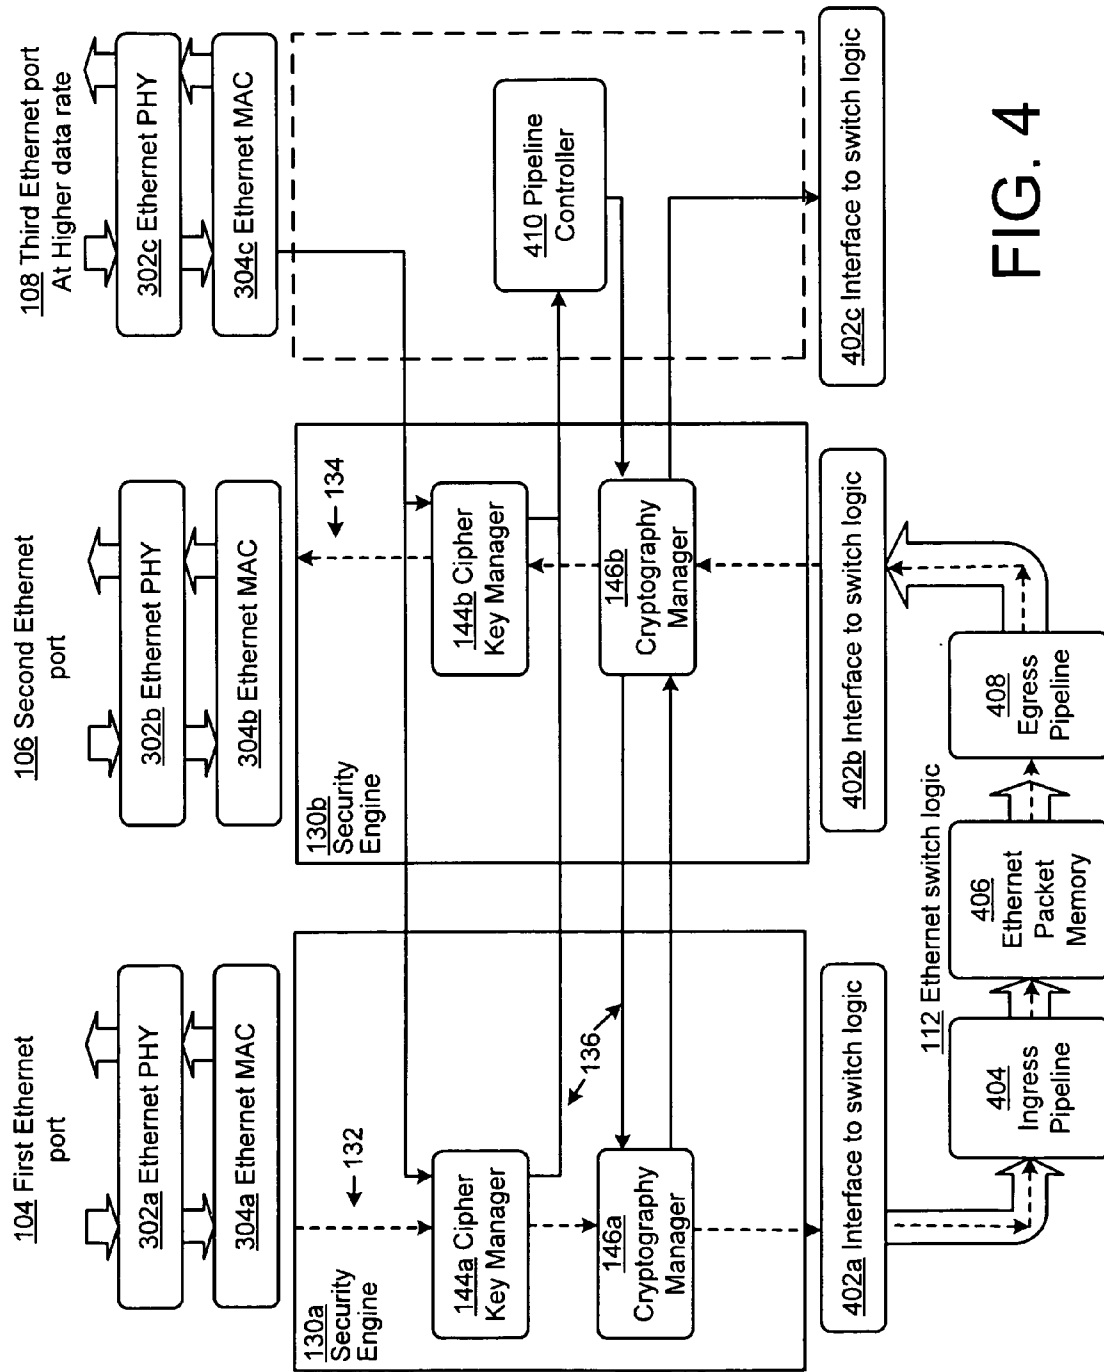 104 First Ethernet
port
106 Second Ethernet
port
108 Third Ethernet port
At Higher data rate
302a Ethernet PHY
302b Ethernet PHY
302c Ethernet PHY
304a Ethernet MAC
304b Ethernet MAC
304c Ethernet MAC
130a
Security
Engine
132
144a Cipher
Key Manager
136
146a
Cryptography
Manager
130b
Security
Engine
134
144b Cipher
Key Manager
146b
Cryptography
Manager
410 Pipeline
Controller
402a Interface to switch logic
402b Interface to switch logic
402c Interface to switch logic
112 Ethernet switch logic
404
Ingress
Pipeline
406
Ethernet
Packet
Memory
408
Egress
Pipeline
FIG. 4